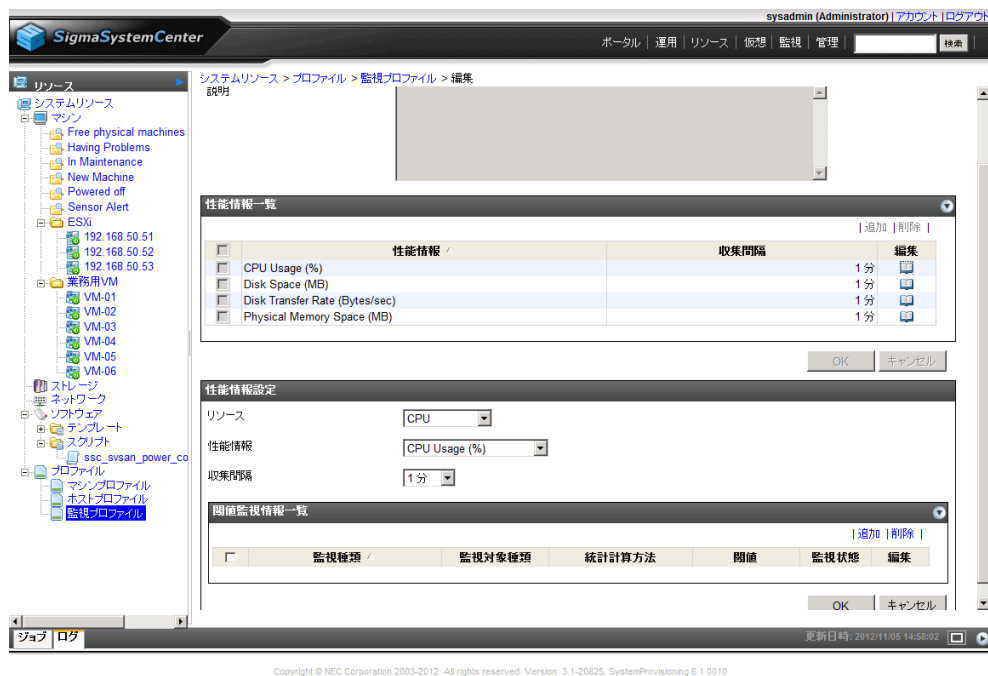 sysadmin (Administrator) | アカウント | ログアウト
SigmaSystemCenter
ポータル | 運用 | リソース | 仮想 | 監視 | 管理 | 検索
リソース
システムリソース
マシン
Free physical machines
Having Problems
In Maintenance
New Machine
Powered off
Sensor Alert
ESXi
192.168.50.51
192.168.50.52
192.168.50.53
業務用VM
VM-01
VM-02
VM-03
VM-04
VM-05
VM-06
ストレージ
ネットワーク
ソフトウェア
テンプレート
スクリプト
ssc_svsan_power_co
プロファイル
マシンプロファイル
ホストプロファイル
監視プロファイル
システムリソース > プロファイル > 監視プロファイル > 編集
説明
性能情報一覧
| 追加 | 削除 |
性能情報 収集間隔 編集
CPU Usage (%) 1 分
Disk Space (MB) 1 分
Disk Transfer Rate (Bytes/sec) 1 分
Physical Memory Space (MB) 1 分
OK キャンセル
性能情報設定
リソース CPU
性能情報 CPU Usage (%)
収集間隔 1 分
閾値監視情報一覧
| 追加 | 削除 |
監視種類 監視対象種類 統計計算方法 閾値 監視状態 編集
OK キャンセル
ジョブ ログ
更新日時: 2012/11/05 14:58:02
Copyright © NEC Corporation 2003-2012. All rights reserved. Version: 3.1-20825, SystemProvisioning 6.1.0010